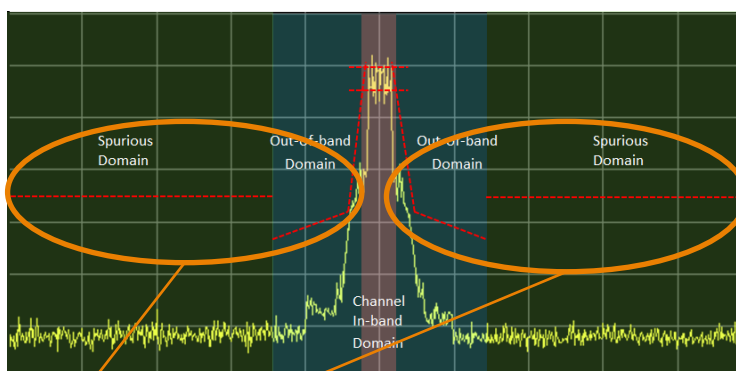 Spurious
Domain
Out-of-band
Domain
Out-of-band
Domain
Spurious
Domain
Channel
In-band
Domain